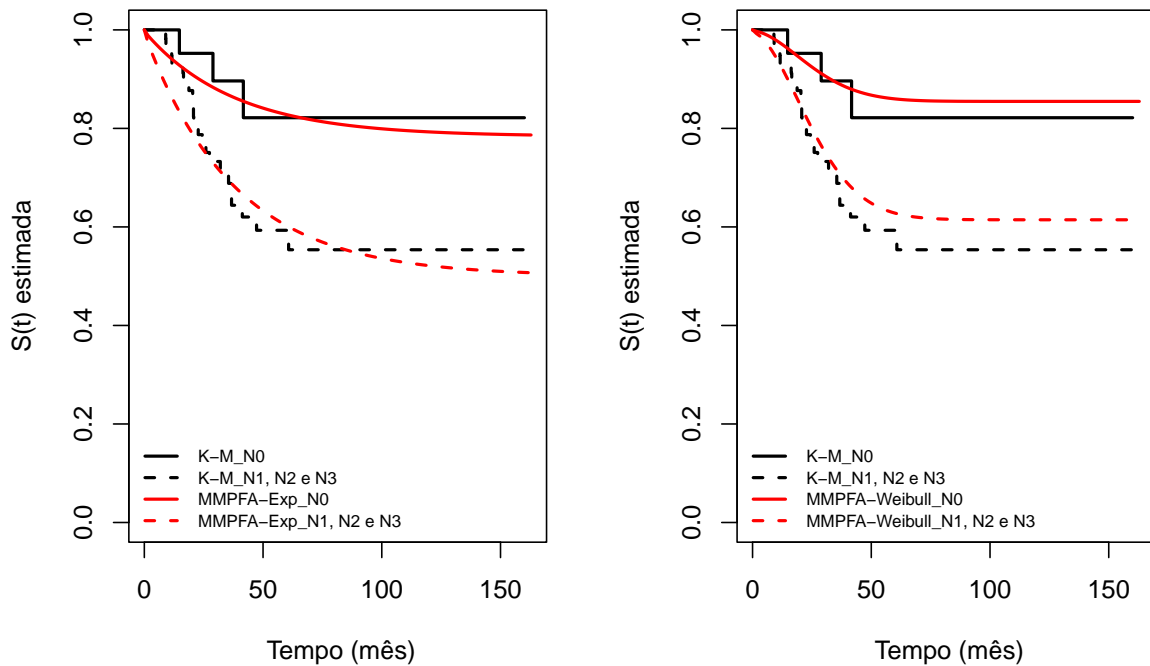 S(t) estimada
1.0
0.8
0.6
0.4
0.2
0.0
K−M_N0
K−M_N1, N2 e N3
MMPFA−Exp_N0
MMPFA−Exp_N1, N2 e N3
0 50 100 150
Tempo (mês)
S(t) estimada
1.0
0.8
0.6
0.4
0.2
0.0
K−M_N0
K−M_N1, N2 e N3
MMPFA−Weibull_N0
MMPFA−Weibull_N1, N2 e N3
0 50 100 150
Tempo (mês)